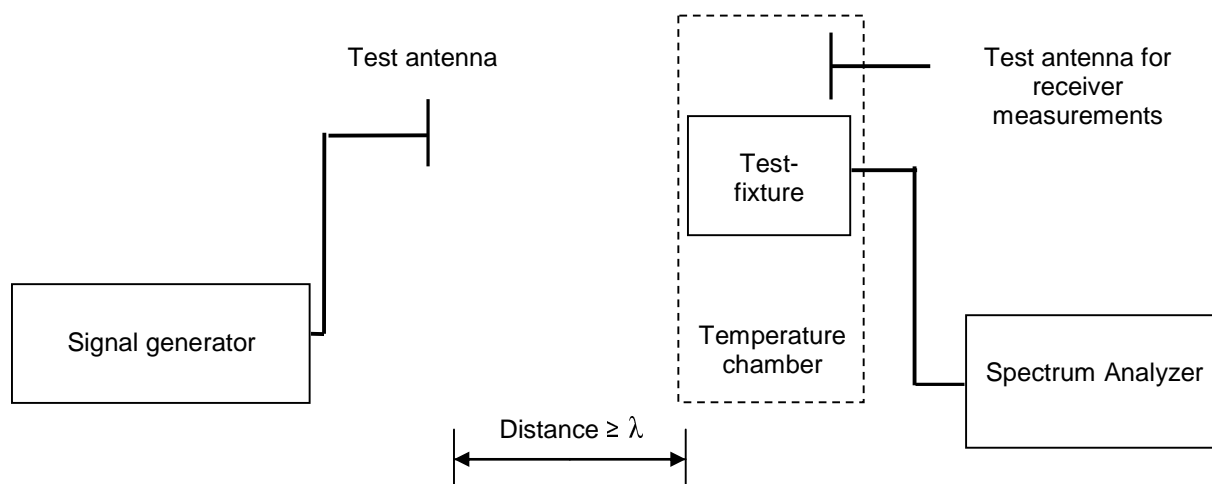 Test antenna
Test antenna for
receiver
measurements
Test-
fixture
Signal generator
Temperature
chamber
Spectrum Analyzer
Distance ≥ λ